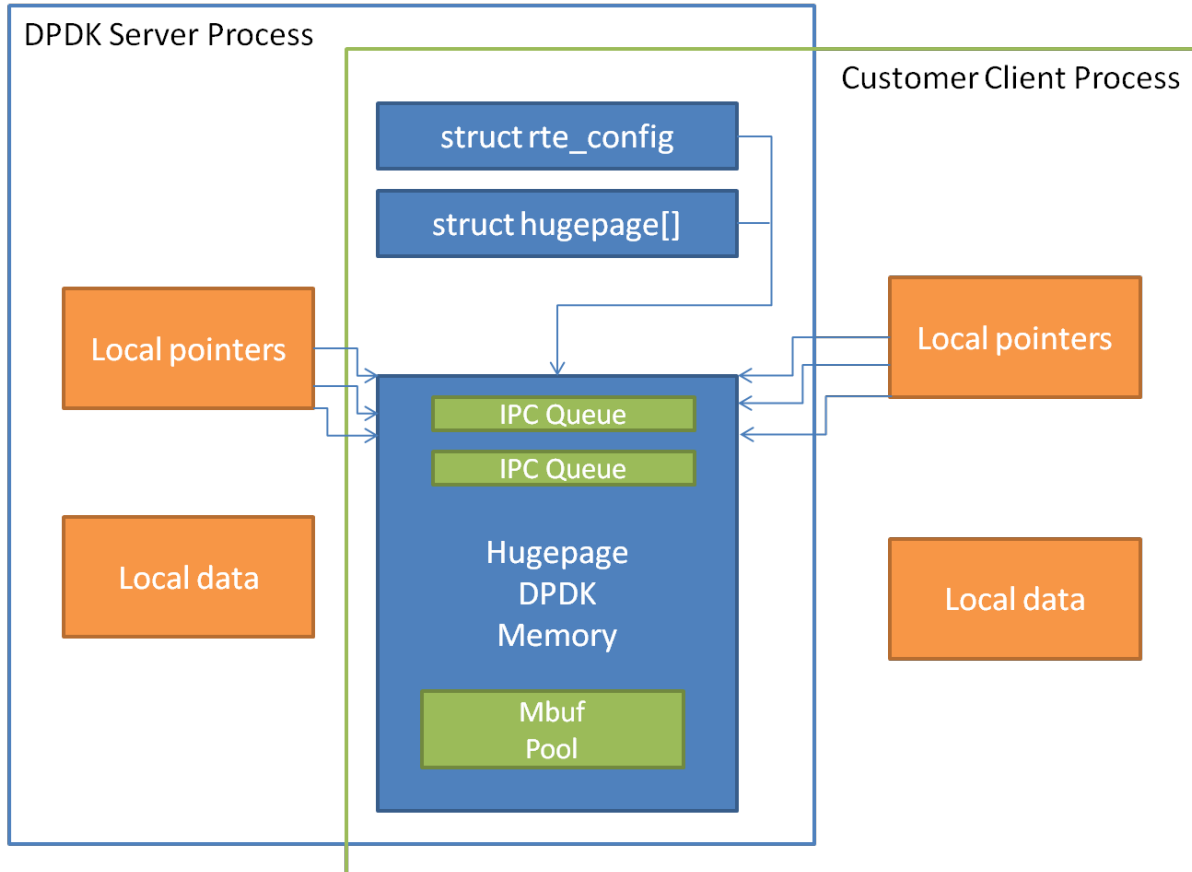 DPDK Server Process
Customer Client Process
struct rte_config
struct hugepage[]
Local pointers
Local pointers
IPC Queue
IPC Queue
Hugepage
DPDK
Memory
Local data
Local data
Mbuf
Pool